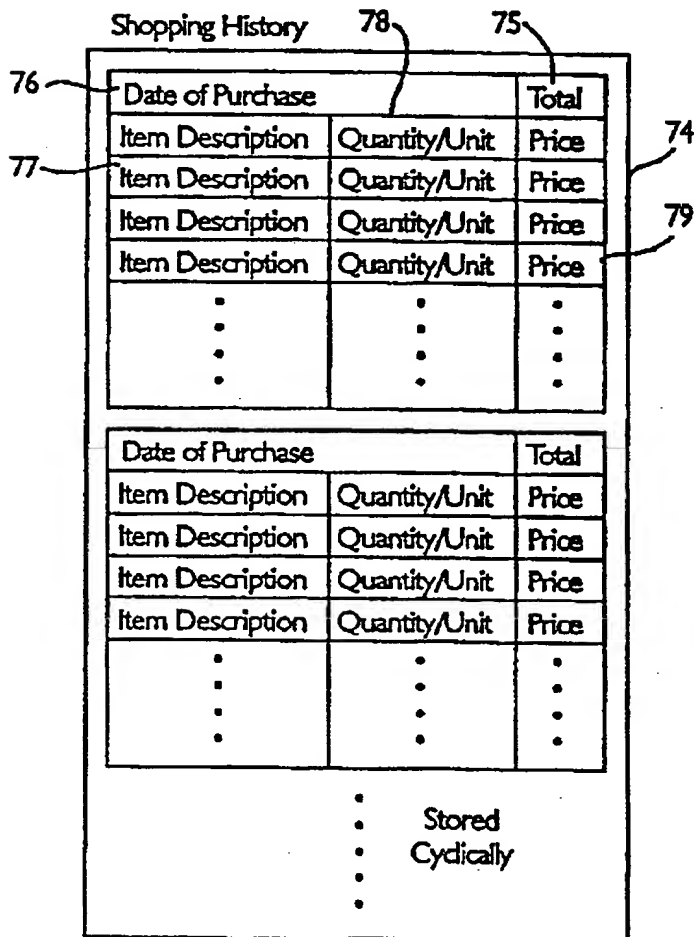 Shopping History 78 75
76 Date of Purchase Total
Item Description Quantity/Unit Price 74
77 Item Description Quantity/Unit Price
Item Description Quantity/Unit Price 79
Item Description Quantity/Unit Price
Date of Purchase Total
Item Description Quantity/Unit Price
Item Description Quantity/Unit Price
Item Description Quantity/Unit Price
Item Description Quantity/Unit Price
Stored
Cyclically